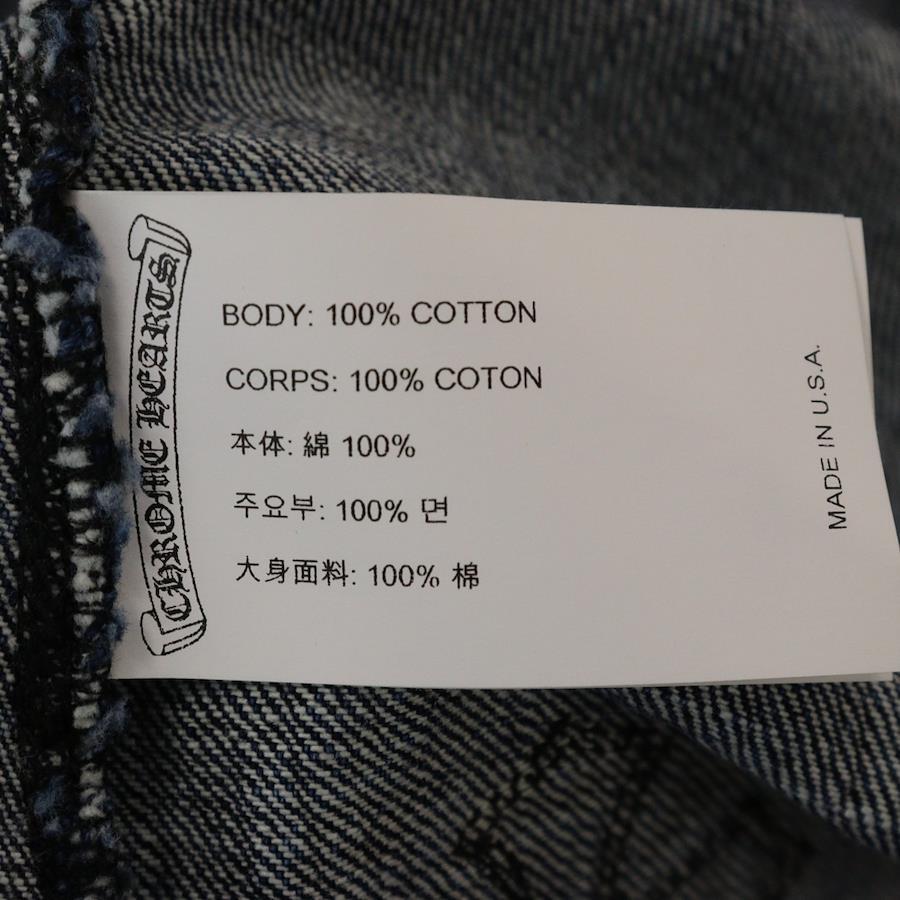 CHROME HEARTS
BODY: 100% COTTON
CORPS: 100% COTON
本体: 綿 100%
주요부: 100% 면
大身面料: 100% 棉
MADE IN U.S.A.